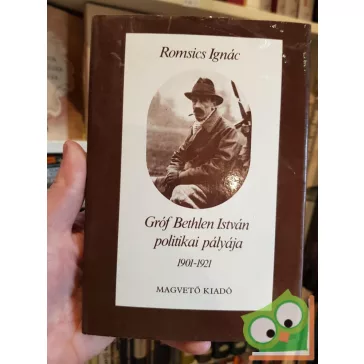 Romsics Ignác
Gróf Bethlen István
politikai pályája
1901-1921
MAGVETŐ KIADÓ